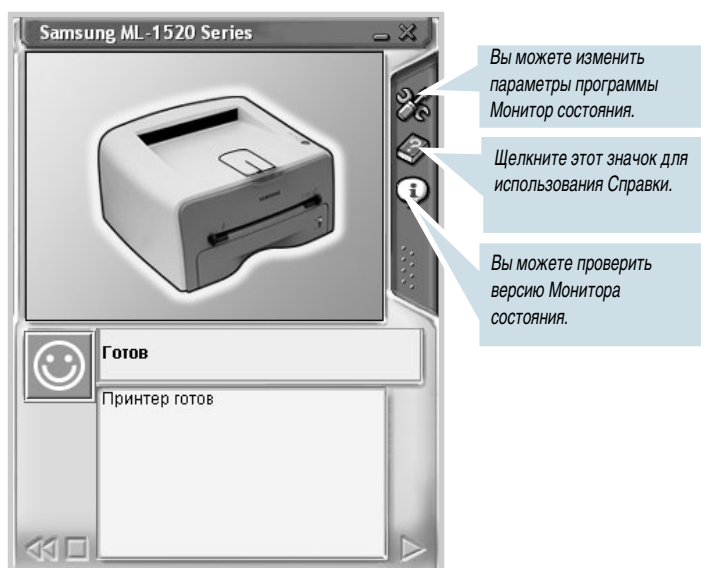 Samsung ML-1520 Series
Вы можете изменить
параметры программы
Монитор состояния.
Щелкните этот значок для
использования Справки.
Вы можете проверить
версию Монитора
состояния.
Готов
Принтер готов